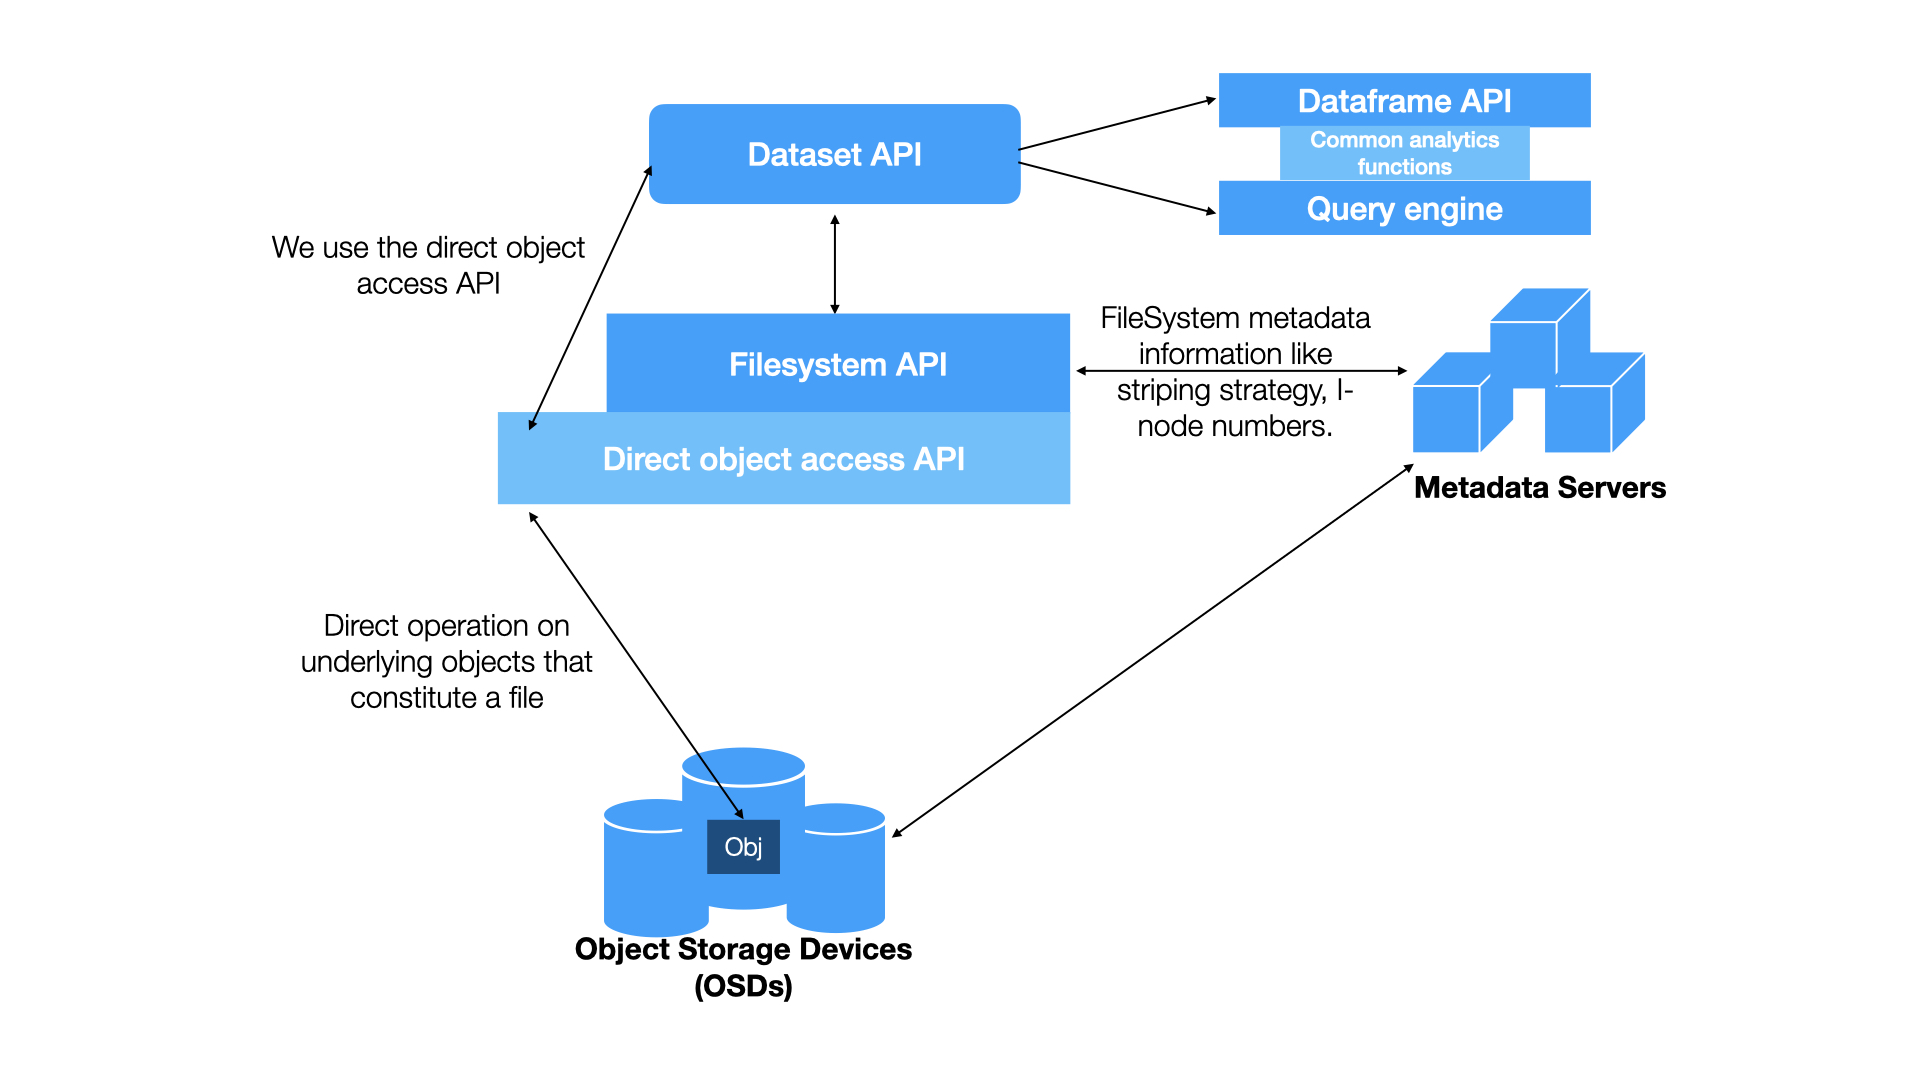 Dataframe API
Common analytics
functions
Query engine
Dataset API
We use the direct object
access API
Filesystem API
Direct object access API
FileSystem metadata
information like
striping strategy, I-
node numbers.
Metadata Servers
Direct operation on
underlying objects that
constitute a file
Obj
Object Storage Devices
(OSDs)